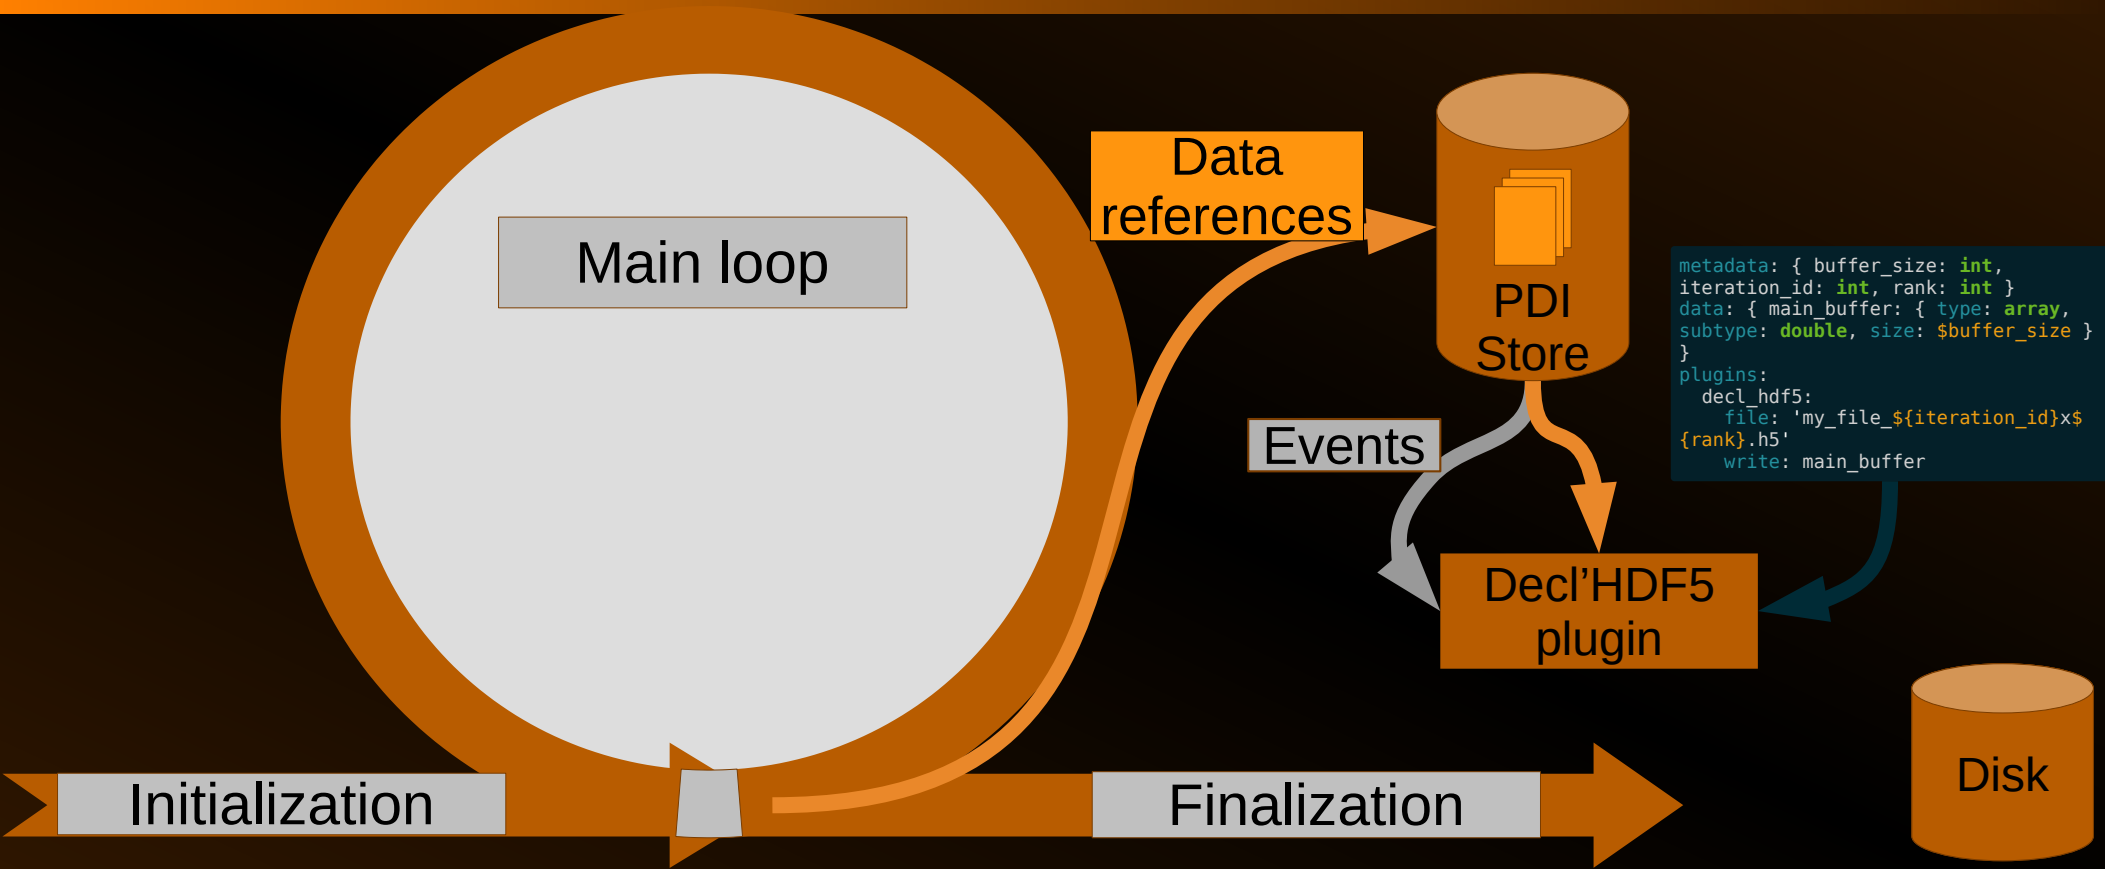 Data
references
Main loop
PDI
Store
metadata: { buffer_size: int,
iteration_id: int, rank: int }
data: { main_buffer: { type: array,
subtype: double, size: $buffer_size }
}
plugins:
  decl_hdf5:
    file: 'my_file_${iteration_id}x$
{rank}.h5'
    write: main_buffer
Events
Decl’HDF5
plugin
Disk
Initialization
Finalization